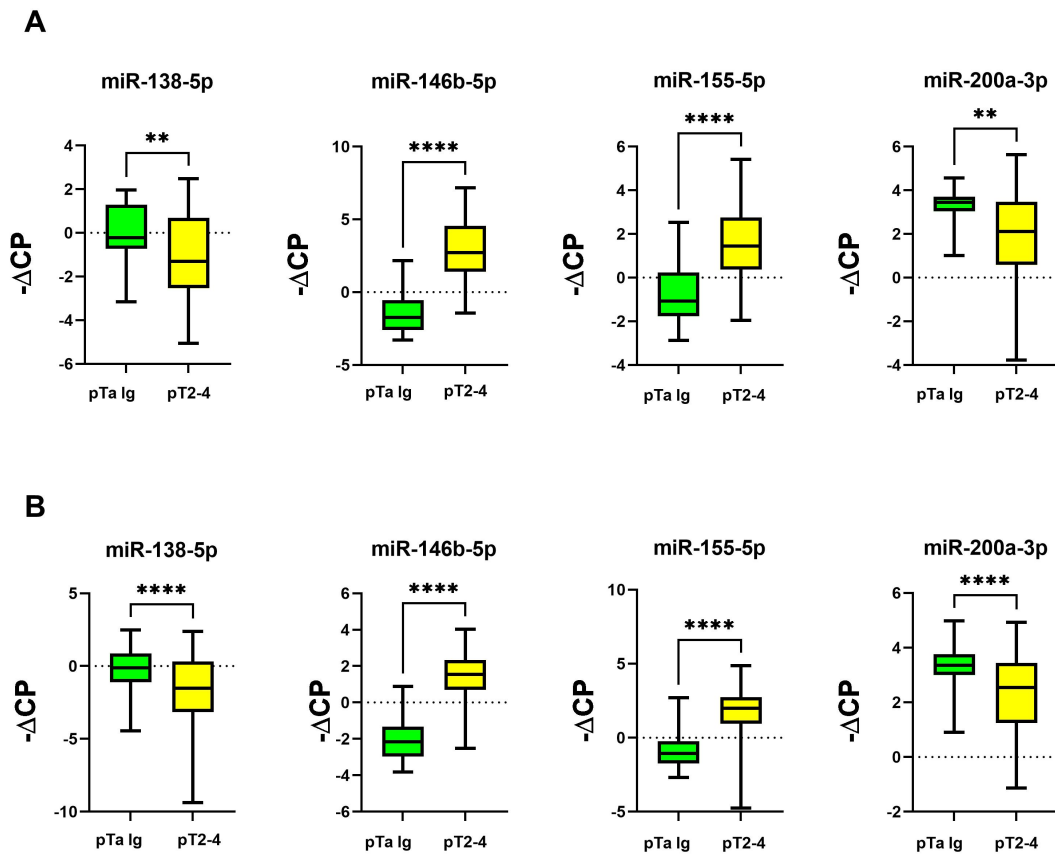 A
miR-138-5p
**
4
2
0
-2
-4
-6
-ΔCP
pTa lg
pT2-4
miR-146b-5p
****
10
5
0
-5
-ΔCP
pTa lg
pT2-4
miR-155-5p
****
6
4
2
0
-2
-4
-ΔCP
pTa lg
pT2-4
miR-200a-3p
**
6
4
2
0
-2
-4
-ΔCP
pTa lg
pT2-4
B
miR-138-5p
****
5
0
-5
-10
-ΔCP
pTa lg
pT2-4
miR-146b-5p
****
6
4
2
0
-2
-4
-6
-ΔCP
pTa lg
pT2-4
miR-155-5p
****
10
5
0
-5
-ΔCP
pTa lg
pT2-4
miR-200a-3p
****
6
4
2
0
-2
-ΔCP
pTa lg
pT2-4